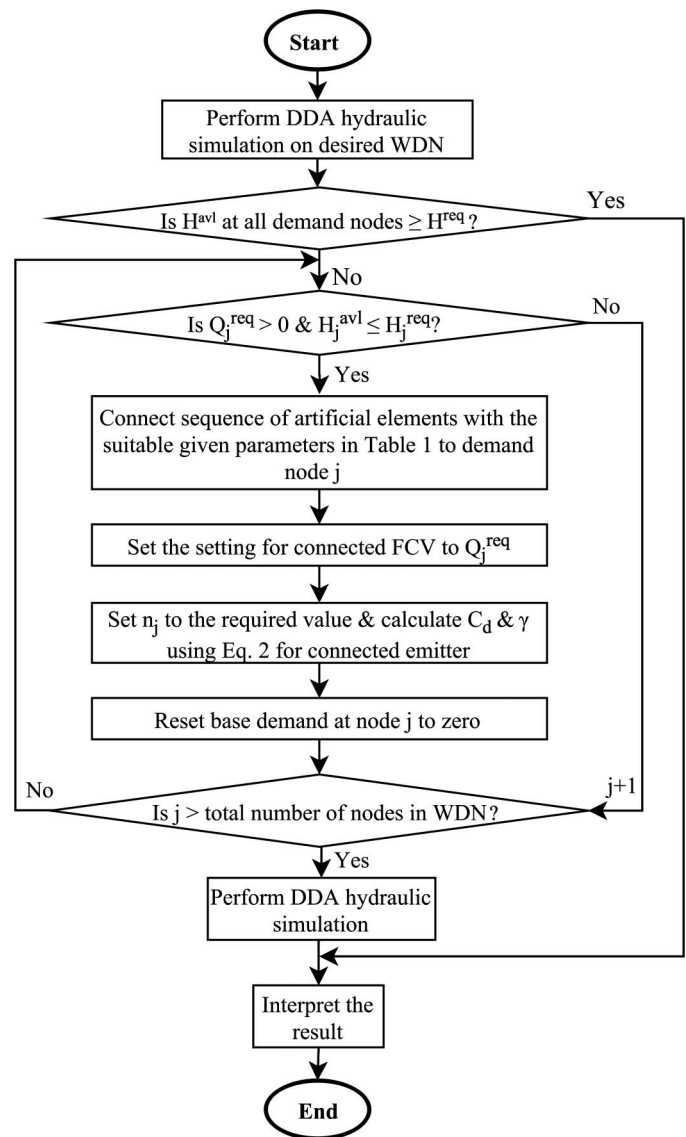 Start
Perform DDA hydraulic
simulation on desired WDN
Is H^avl at all demand nodes ≥ H^req?
Yes
No
Is Q_j^req > 0 & H_j^avl ≤ H_j^req?
No
Yes
Connect sequence of artificial elements with the
suitable given parameters in Table 1 to demand
node j
Set the setting for connected FCV to Q_j^req
Set n_j to the required value & calculate C_d & γ
using Eq. 2 for connected emitter
Reset base demand at node j to zero
No
j+1
Is j > total number of nodes in WDN?
Yes
Perform DDA hydraulic
simulation
Interpret the
result
End